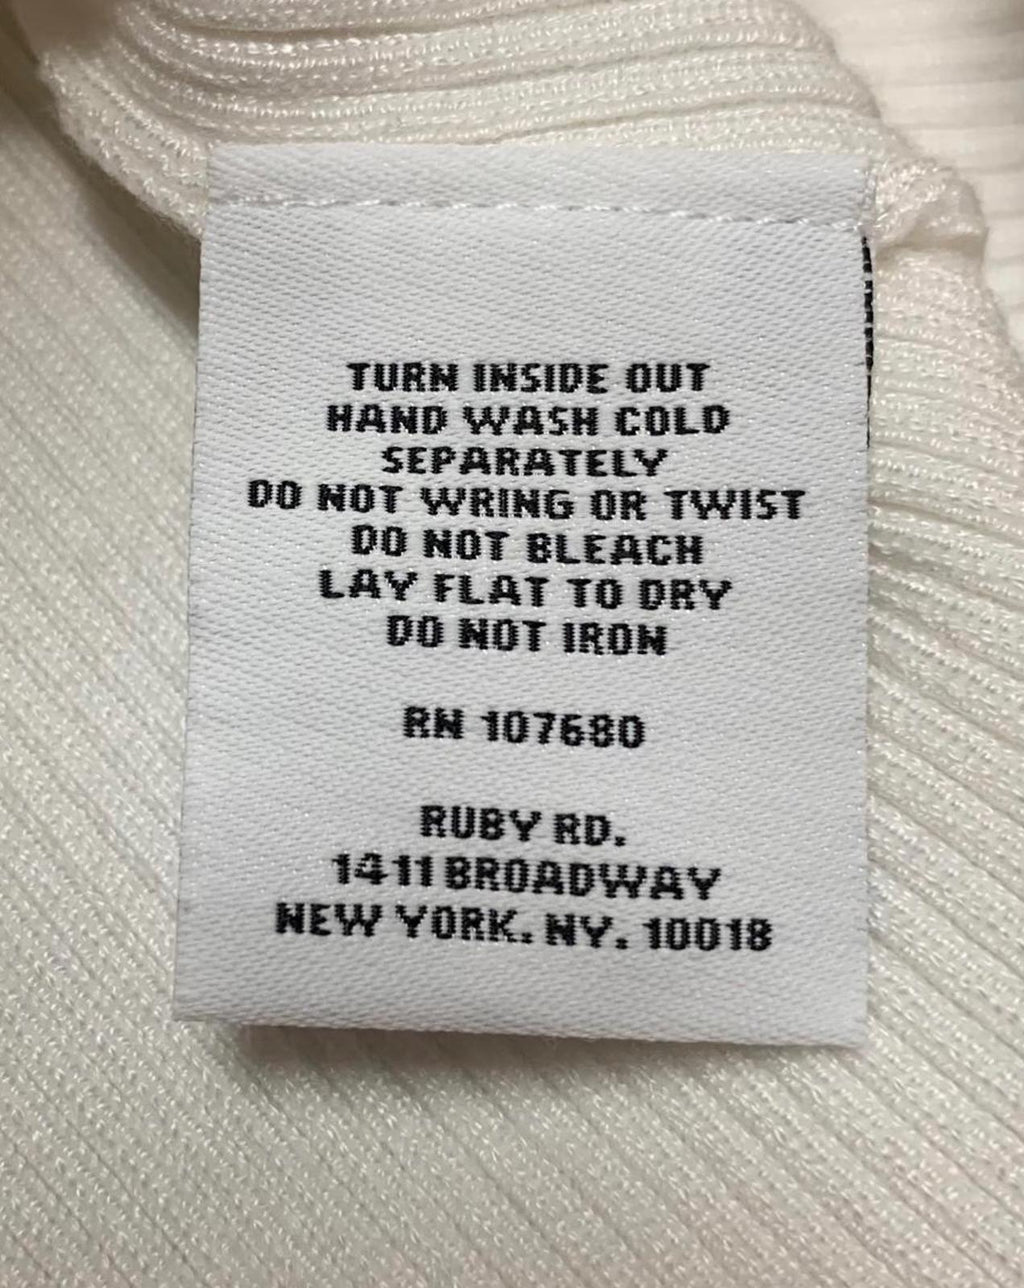 TURN INSIDE OUT
HAND WASH COLD
SEPARATELY
DO NOT WRING OR TWIST
DO NOT BLEACH
LAY FLAT TO DRY
DO NOT IRON
RN 107680
RUBY RD.
1411 BROADWAY
NEW YORK. NY. 10018